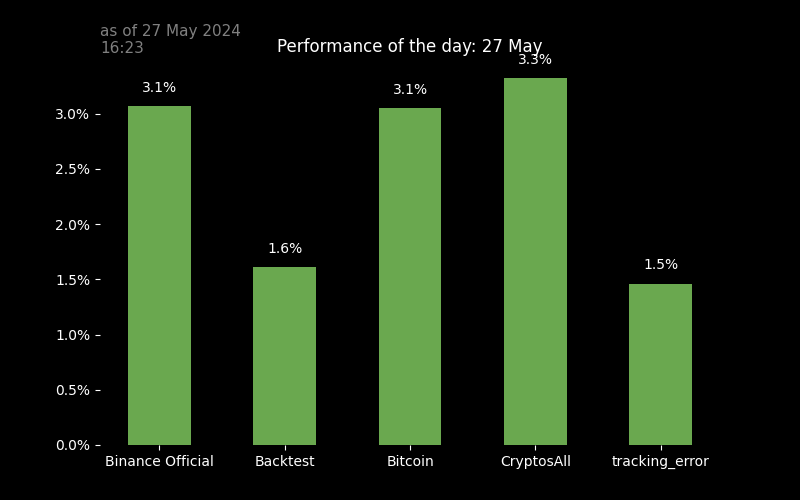 as of 27 May 2024
16:23
Performance of the day: 27 May
3.1%
1.6%
3.1%
3.3%
1.5%
3.0%
2.5%
2.0%
1.5%
1.0%
0.5%
0.0%
Binance Official
Backtest
Bitcoin
CryptosAll
tracking_error